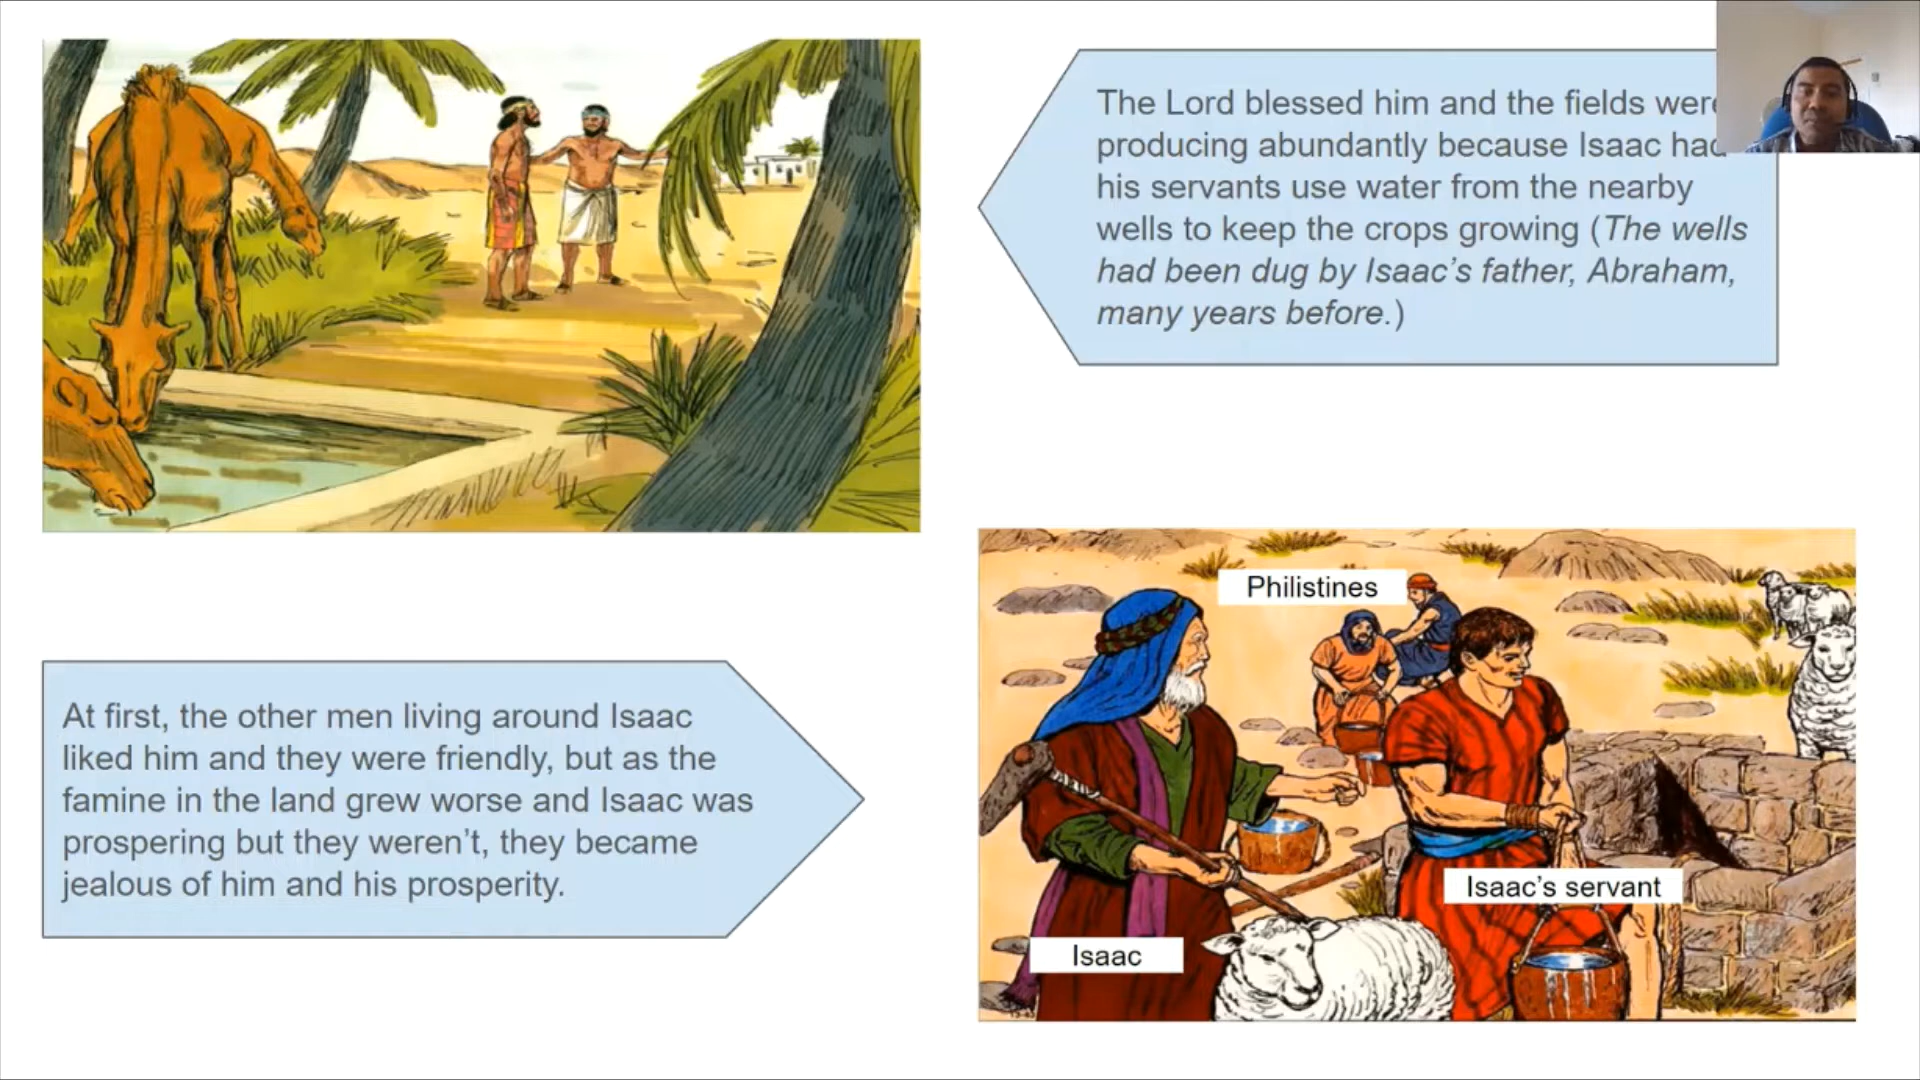 The Lord blessed him and the fields were
producing abundantly because Isaac had
his servants use water from the nearby
wells to keep the crops growing (The wells
had been dug by Isaac's father, Abraham,
many years before.)
At first, the other men living around Isaac
liked him and they were friendly, but as the
famine in the land grew worse and Isaac was
prospering but they weren't, they became
jealous of him and his prosperity.
Philistines
Isaac's servant
Isaac